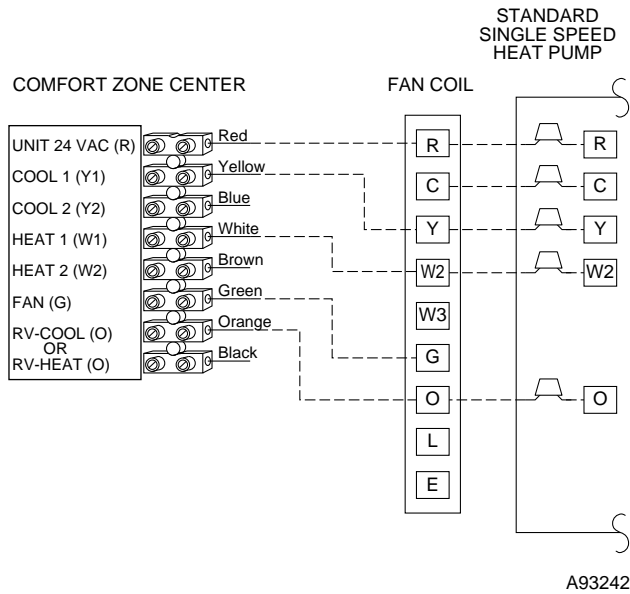 STANDARD
SINGLE SPEED
HEAT PUMP
COMFORT ZONE CENTER
FAN COIL
UNIT 24 VAC (R)
COOL 1 (Y1)
COOL 2 (Y2)
HEAT 1 (W1)
HEAT 2 (W2)
FAN (G)
RV-COOL (O)
OR
RV-HEAT (O)
Red
Yellow
Blue
White
Brown
Green
Orange
Black
R
C
Y
W2
W3
G
O
L
E
R
C
Y
W2
O
A93242